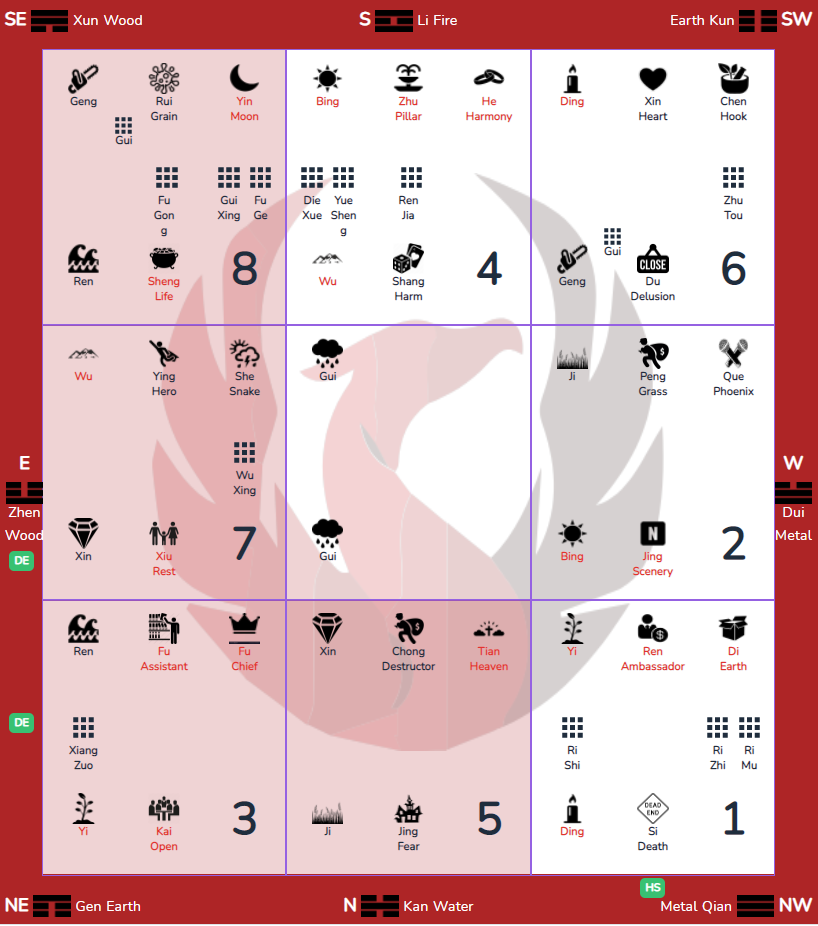 SE Xun Wood
S Li Fire
Earth Kun SW
Geng
Rui
Grain
Yin
Moon
Gui
Fu
Gon
g
Gui
Xing
Fu
Ge
Ren
Sheng
Life
8
Bing
Zhu
Pillar
He
Harmony
Die
Xue
Yue
Shen
g
Ren
Jia
Wu
Shang
Harm
4
Ding
Xin
Heart
Chen
Hook
Zhu
Tou
Gui
Geng
CLOSE
Du
Delusion
6
E
Zhen
Wood
DE
Wu
Ying
Hero
She
Snake
Wu
Xing
Xin
Xiu
Rest
7
Gui
Gui
Ji
$
Peng
Grass
Que
Phoenix
Bing
N
Jing
Scenery
2
W
Dui
Metal
DE
Ren
Fu
Assistant
Fu
Chief
Xiang
Zuo
Yi
Kai
Open
3
Xin
$
Chong
Destructor
Tian
Heaven
Ji
Jing
Fear
5
Yi
$
Ren
Ambassador
Di
Earth
Ri
Shi
Ri
Zhi
Ri
Mu
Ding
DEAD
END
Si
Death
1
HS
NE Gen Earth
N Kan Water
Metal Qian NW